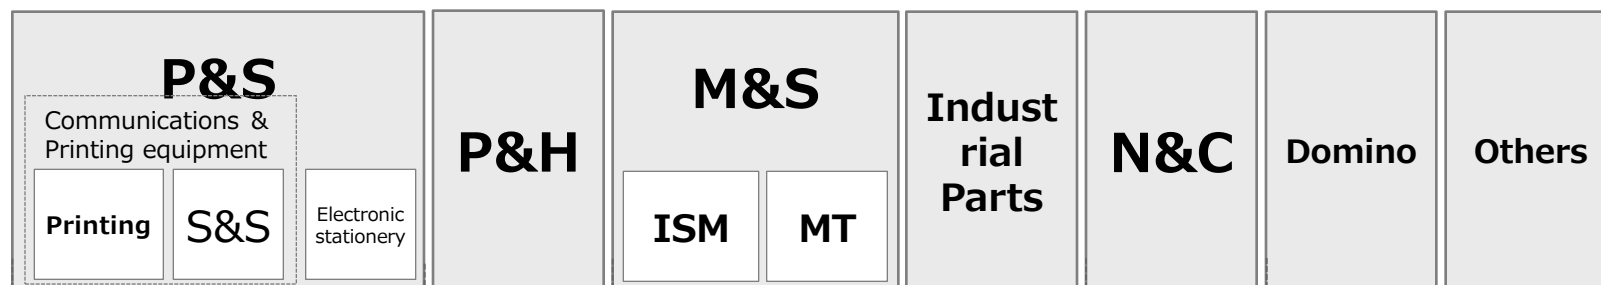 P&S
Communications &
Printing equipment
Printing
S&S
Electronic
stationery
P&H
M&S
ISM
MT
Indust
rial
Parts
N&C
Domino
Others